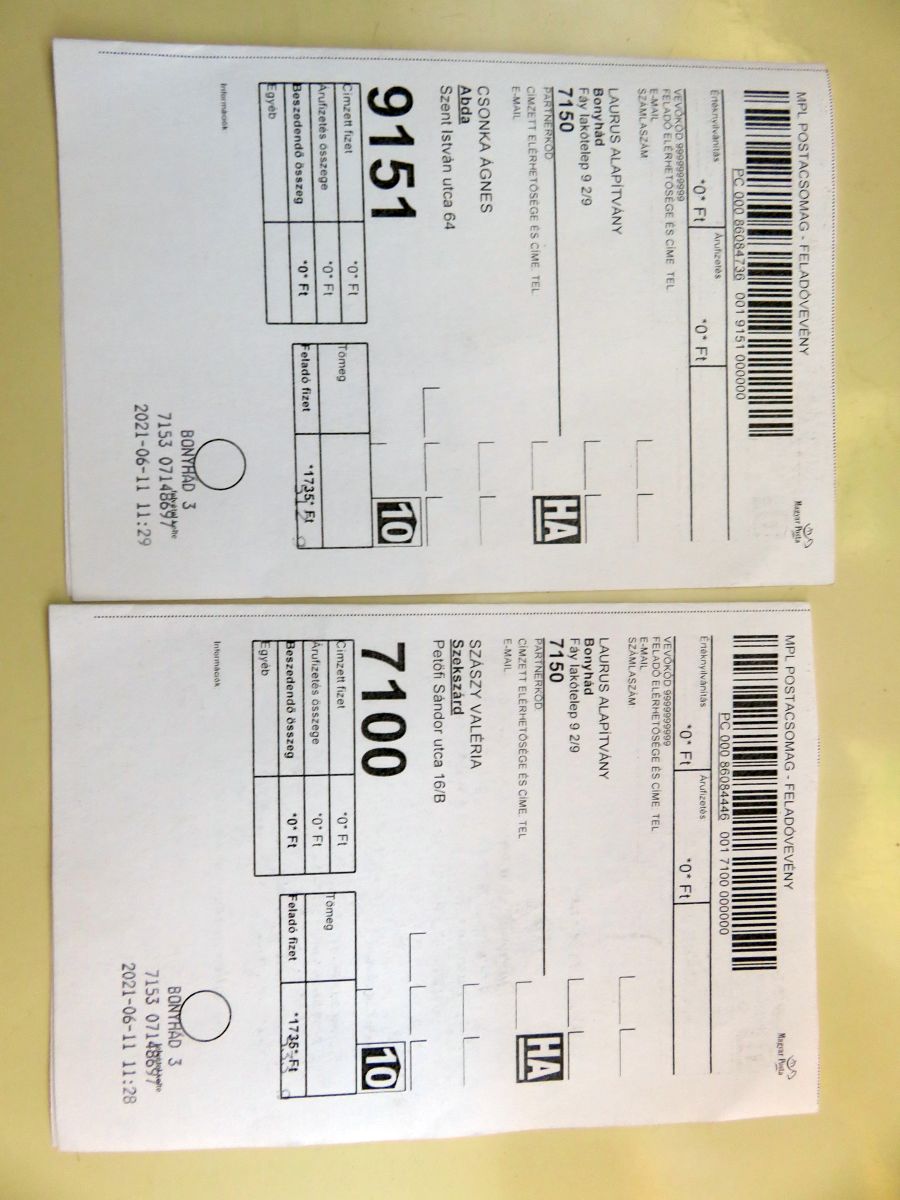 MPL POSTACSOMAG - FELADÓVEVÉNY
Magyar Posta
PC 000 86084736 001 9151 000000
Értéknyilvánítás
Árufizetés
*0* Ft
*0* Ft
VEVŐKÓD 9999999999
FELADÓ ELÉRHETŐSÉGE ÉS CÍME TEL
E-MAIL
SZÁMLASZÁM
LAURUS ALAPÍTVÁNY
Bonyhád
Fáy lakótelep 9 2/9
7150
HA
PARTNERKÓD
CÍMZETT ELÉRHETŐSÉGE ÉS CÍME TEL
E-MAIL
CSONKA ÁGNES
Abda
Szent István utca 64
9151
10
Címzett fizet *0* Ft
Árufizetés összege *0* Ft
Beszedendő összeg *0* Ft
Egyéb
Tömeg
Feladó fizet *1735* Ft
Információk
BONYHÁD 3
7153 07148697
2021-06-11 11:29
MPL POSTACSOMAG - FELADÓVEVÉNY
Magyar Posta
PC 000 86084446 001 7100 000000
Értéknyilvánítás
Árufizetés
*0* Ft
*0* Ft
VEVŐKÓD 9999999999
FELADÓ ELÉRHETŐSÉGE ÉS CÍME TEL
E-MAIL
SZÁMLASZÁM
LAURUS ALAPÍTVÁNY
Bonyhád
Fáy lakótelep 9 2/9
7150
HA
PARTNERKÓD
CÍMZETT ELÉRHETŐSÉGE ÉS CÍME TEL
E-MAIL
SZÁSZY VALÉRIA
Szekszárd
Petőfi Sándor utca 16/B
7100
10
Címzett fizet *0* Ft
Árufizetés összege *0* Ft
Beszedendő összeg *0* Ft
Egyéb
Tömeg
Feladó fizet *1735* Ft
Információk
BONYHÁD 3
7153 07148697
2021-06-11 11:28